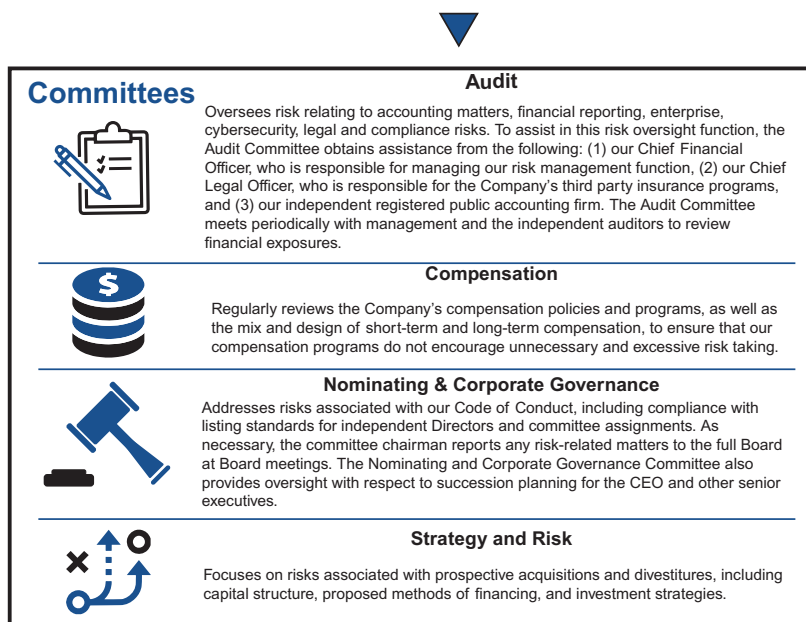 Committees
Audit
Oversees risk relating to accounting matters, financial reporting, enterprise,
cybersecurity, legal and compliance risks. To assist in this risk oversight function, the
Audit Committee obtains assistance from the following: (1) our Chief Financial
Officer, who is responsible for managing our risk management function, (2) our Chief
Legal Officer, who is responsible for the Company’s third party insurance programs,
and (3) our independent registered public accounting firm. The Audit Committee
meets periodically with management and the independent auditors to review
financial exposures.
$
Compensation
Regularly reviews the Company’s compensation policies and programs, as well as
the mix and design of short-term and long-term compensation, to ensure that our
compensation programs do not encourage unnecessary and excessive risk taking.
Nominating & Corporate Governance
Addresses risks associated with our Code of Conduct, including compliance with
listing standards for independent Directors and committee assignments. As
necessary, the committee chairman reports any risk-related matters to the full Board
at Board meetings. The Nominating and Corporate Governance Committee also
provides oversight with respect to succession planning for the CEO and other senior
executives.
Strategy and Risk
Focuses on risks associated with prospective acquisitions and divestitures, including
capital structure, proposed methods of financing, and investment strategies.